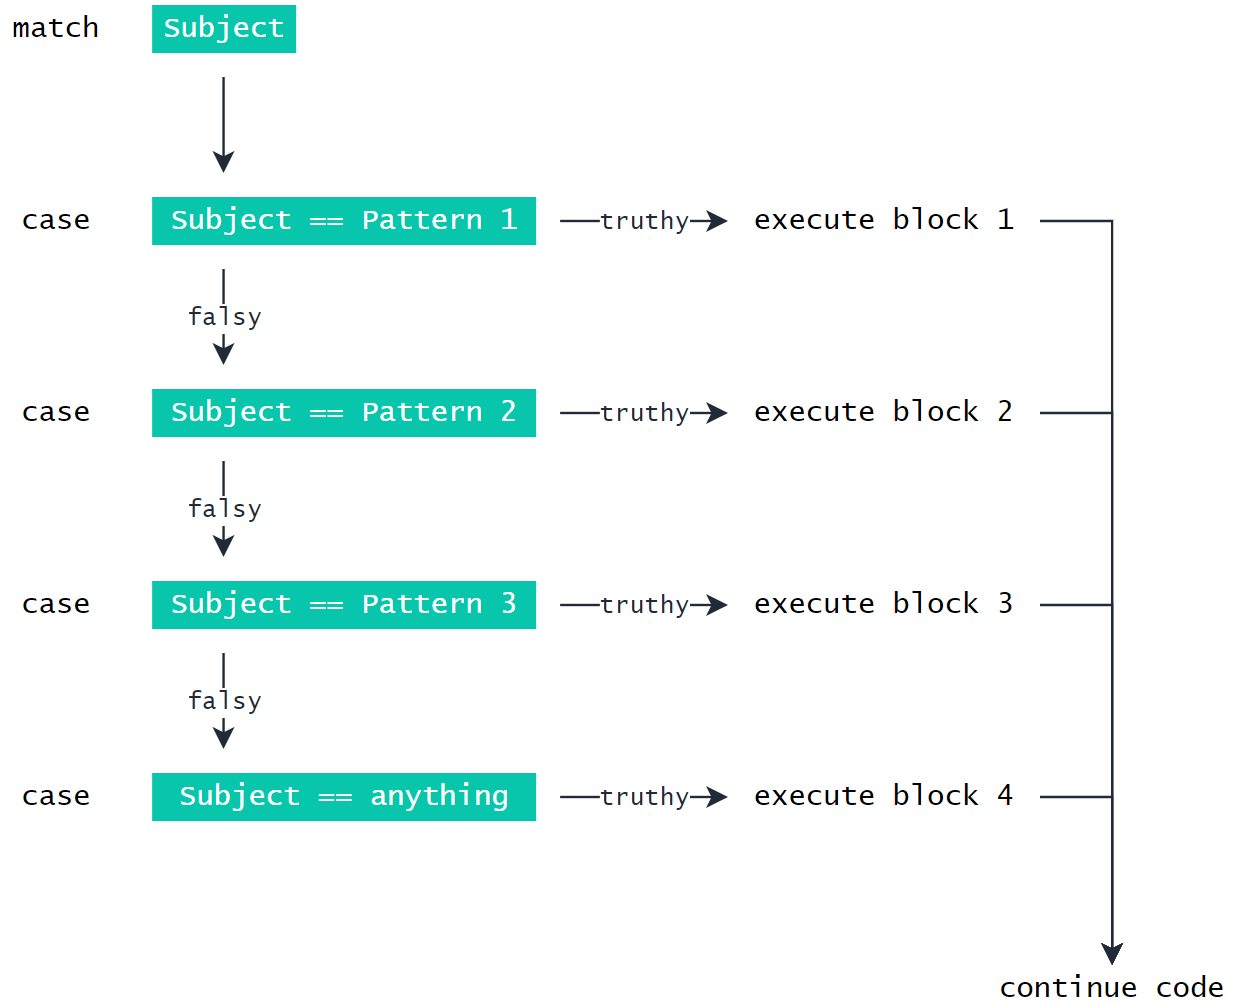 match Subject
case Subject == Pattern 1 truthy execute block 1
falsy
case Subject == Pattern 2 truthy execute block 2
falsy
case Subject == Pattern 3 truthy execute block 3
falsy
case Subject == anything truthy execute block 4
continue code